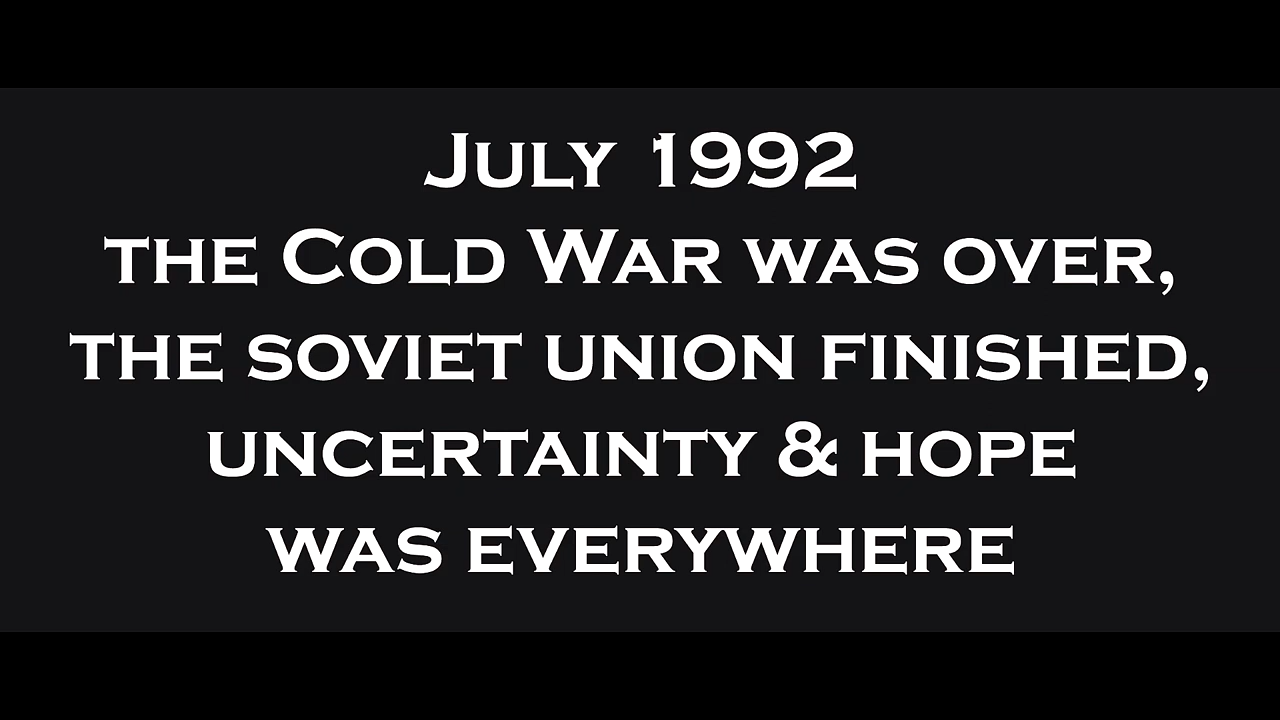 July 1992
the Cold War was over,
the soviet union finished,
uncertainty & hope
was everywhere